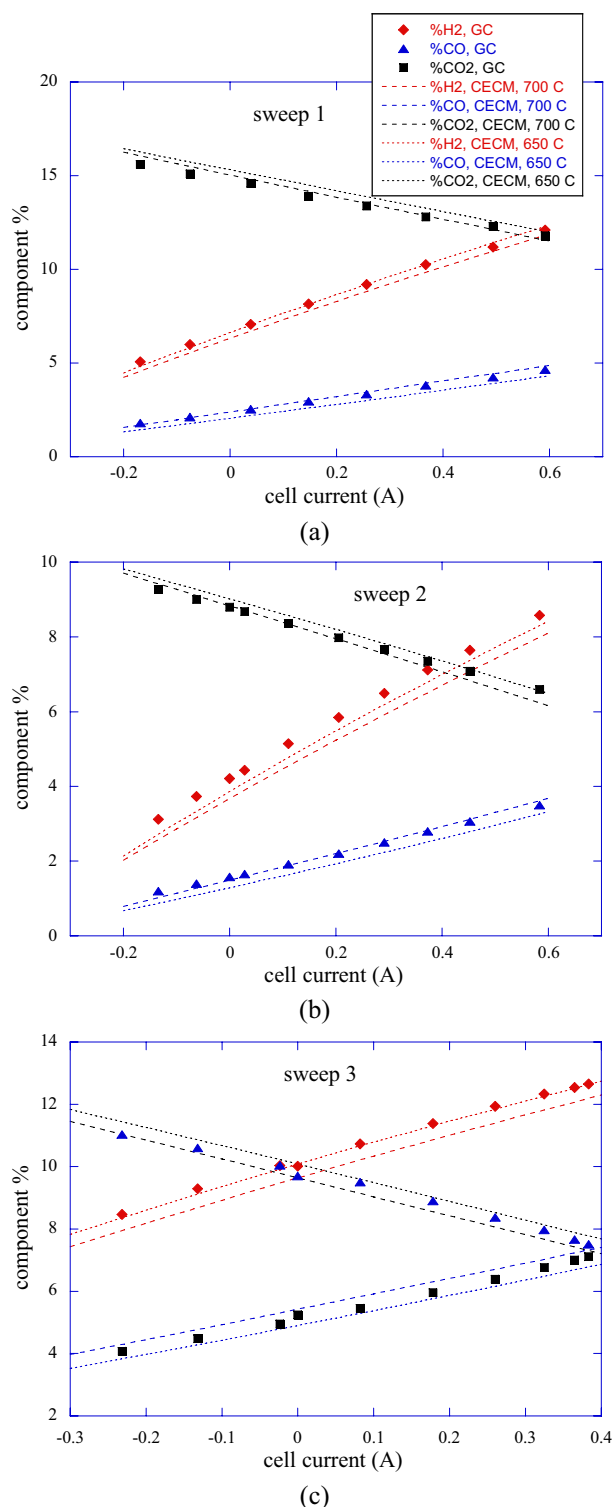 %H2, GC
%CO, GC
%CO2, GC
%H2, CECM, 700 C
%CO, CECM, 700 C
%CO2, CECM, 700 C
%H2, CECM, 650 C
%CO, CECM, 650 C
%CO2, CECM, 650 C
sweep 1
component %
20
15
10
5
0
-0.2 0 0.2 0.4 0.6
cell current (A)
(a)
sweep 2
component %
10
8
6
4
2
0
-0.2 0 0.2 0.4 0.6
cell current (A)
(b)
sweep 3
component %
14
12
10
8
6
4
2
-0.3 -0.2 -0.1 0 0.1 0.2 0.3 0.4
cell current (A)
(c)